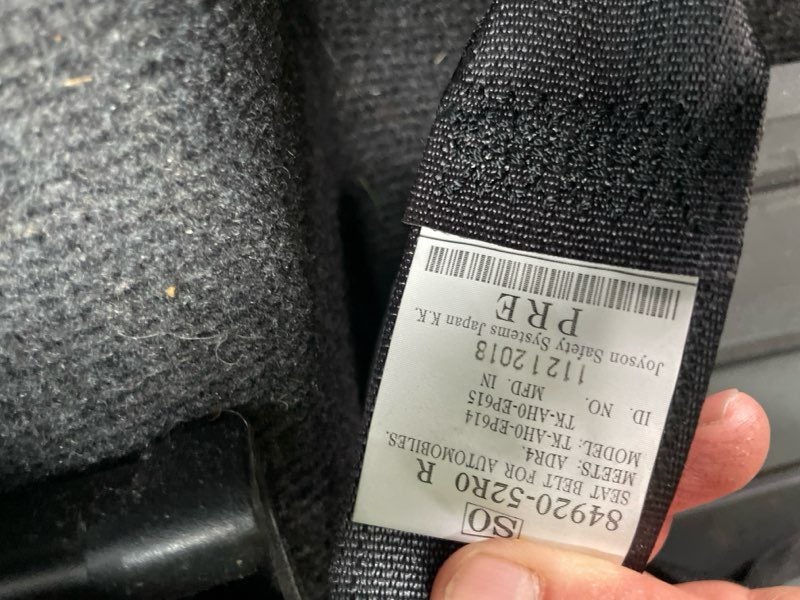 SO
84920-52R0 R
SEAT BELT FOR AUTOMOBILES.
MEETS: ADR4,
MODEL: TK-AH0-EP614
TK-AH0-EP615
ID. NO. MFD. IN
11212018
Joyson Safety Systems Japan K.K.
PRE